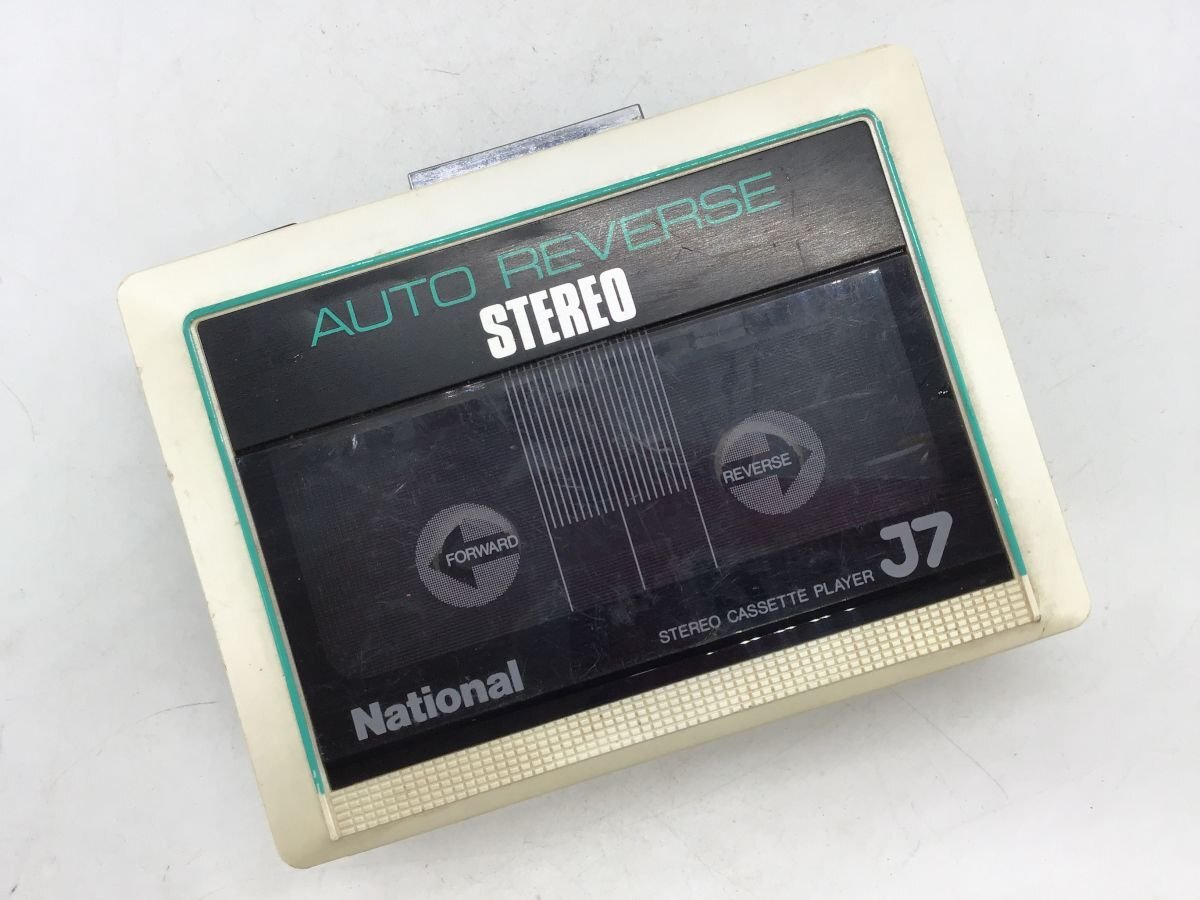 AUTO REVERSE
STEREO
FORWARD
REVERSE
STEREO CASSETTE PLAYER J7
National